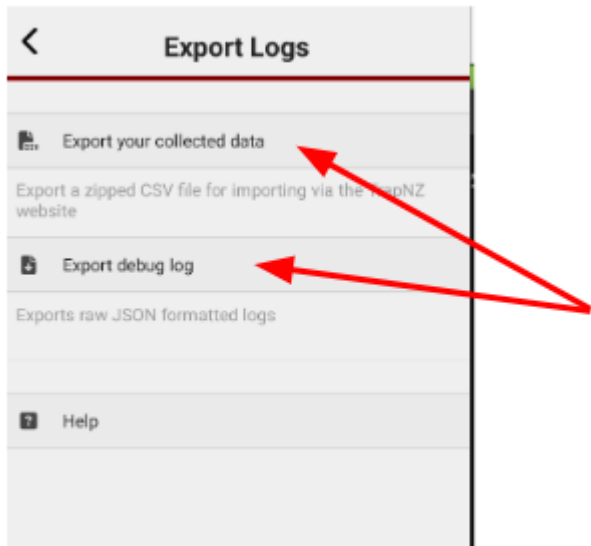 Export Logs
Export your collected data
Export a zipped CSV file for importing via the TrapNZ
website
Export debug log
Exports raw JSON formatted logs
Help